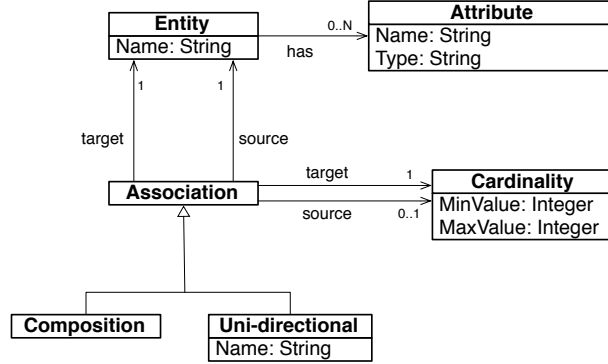 Entity
Name: String
has
0..N
Attribute
Name: String
Type: String
1
1
target
source
Association
target
1
source
0..1
Cardinality
MinValue: Integer
MaxValue: Integer
Composition
Uni-directional
Name: String